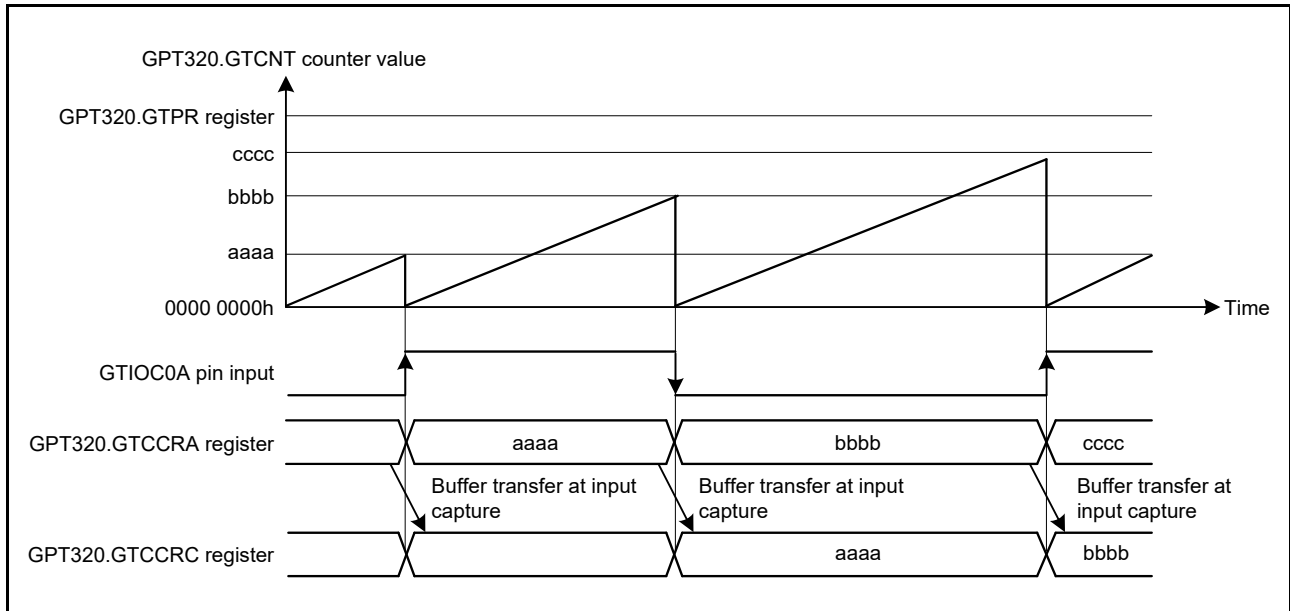 GPT320.GTCNT counter value
GPT320.GTPR register
cccc
bbbb
aaaa
0000 0000h
Time
GTIOC0A pin input
GPT320.GTCCRA register
aaaa
bbbb
cccc
Buffer transfer at input
capture
Buffer transfer at input
capture
Buffer transfer at
input capture
GPT320.GTCCRC register
aaaa
bbbb